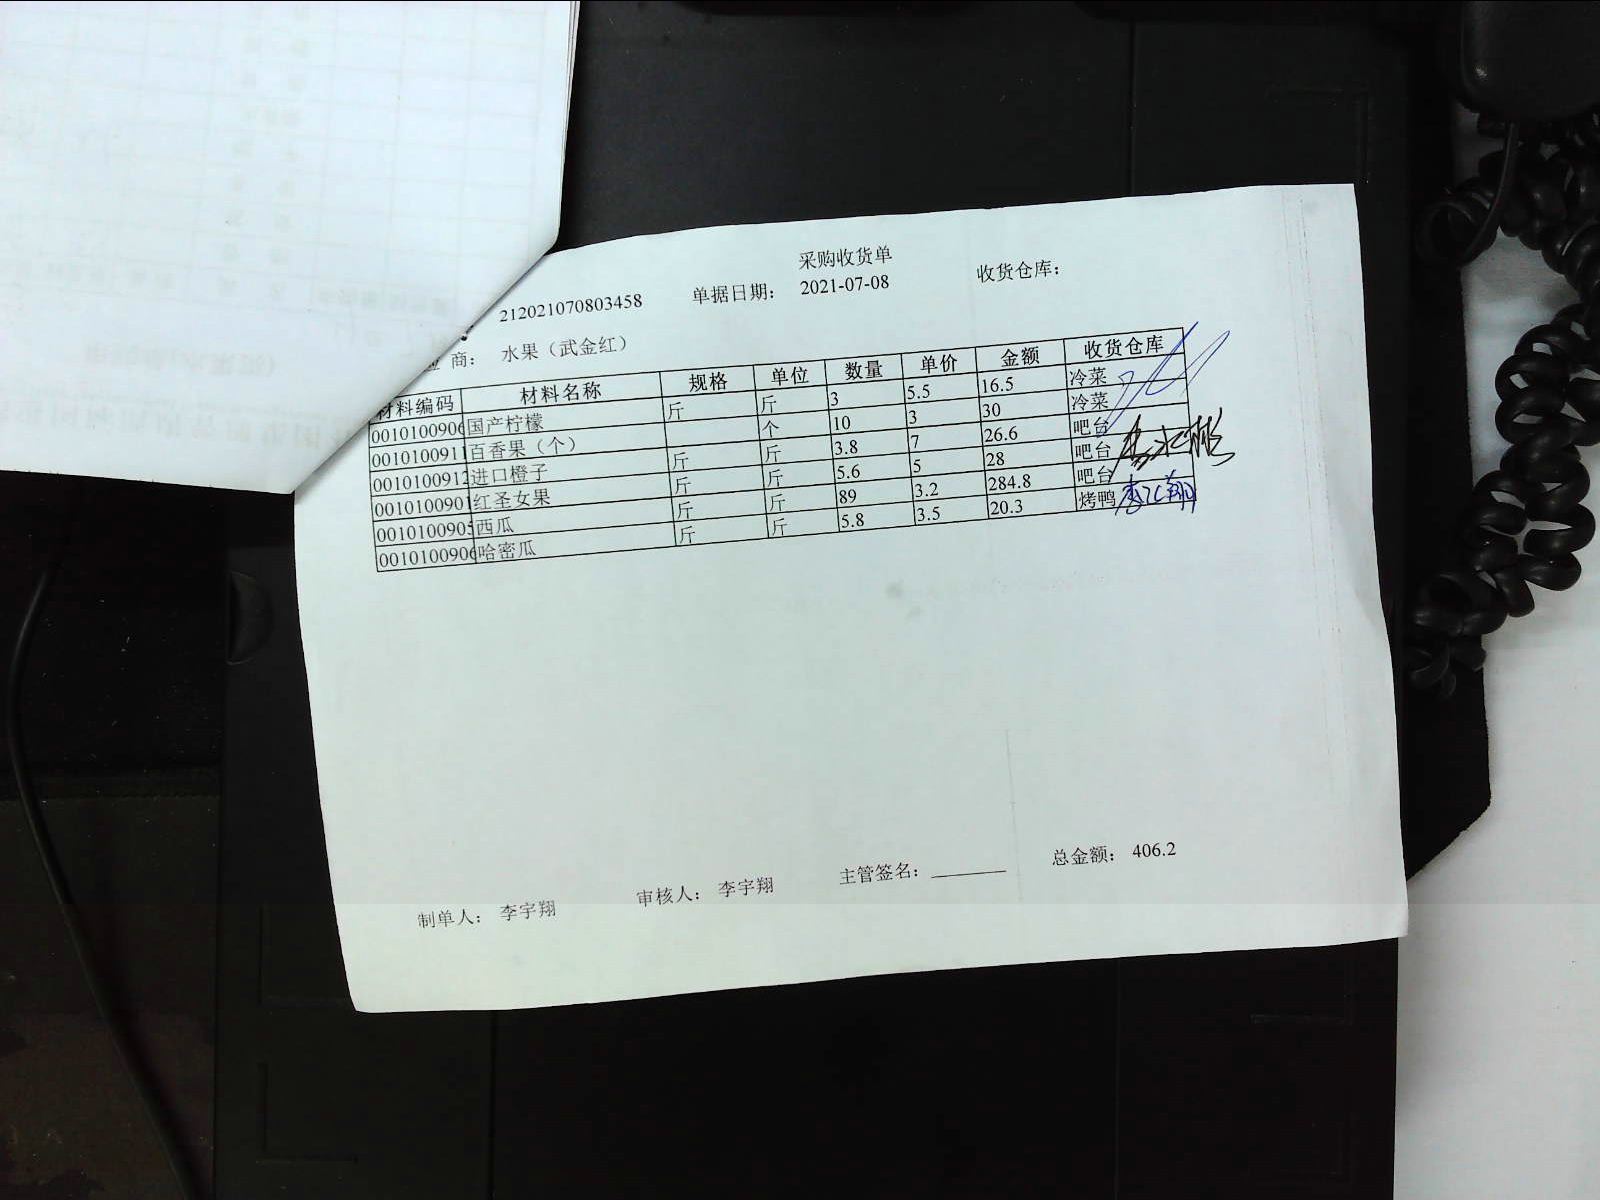 采购收货单
212021070803458 单据日期： 2021-07-08 收货仓库：
商： 水果（武金红）
材料编码 材料名称 规格 单位 数量 单价 金额 收货仓库
0010100906 国产柠檬 斤 斤 3 5.5 16.5 冷菜
0010100911 百香果（个） 个 10 3 30 冷菜
0010100912 进口橙子 斤 斤 3.8 7 26.6 吧台
0010100901 红圣女果 斤 斤 5.6 5 28 吧台
0010100905 西瓜 斤 斤 89 3.2 284.8 吧台
0010100906 哈密瓜 斤 斤 5.8 3.5 20.3 烤鸭
制单人： 李宇翔 审核人： 李宇翔 主管签名： 总金额： 406.2